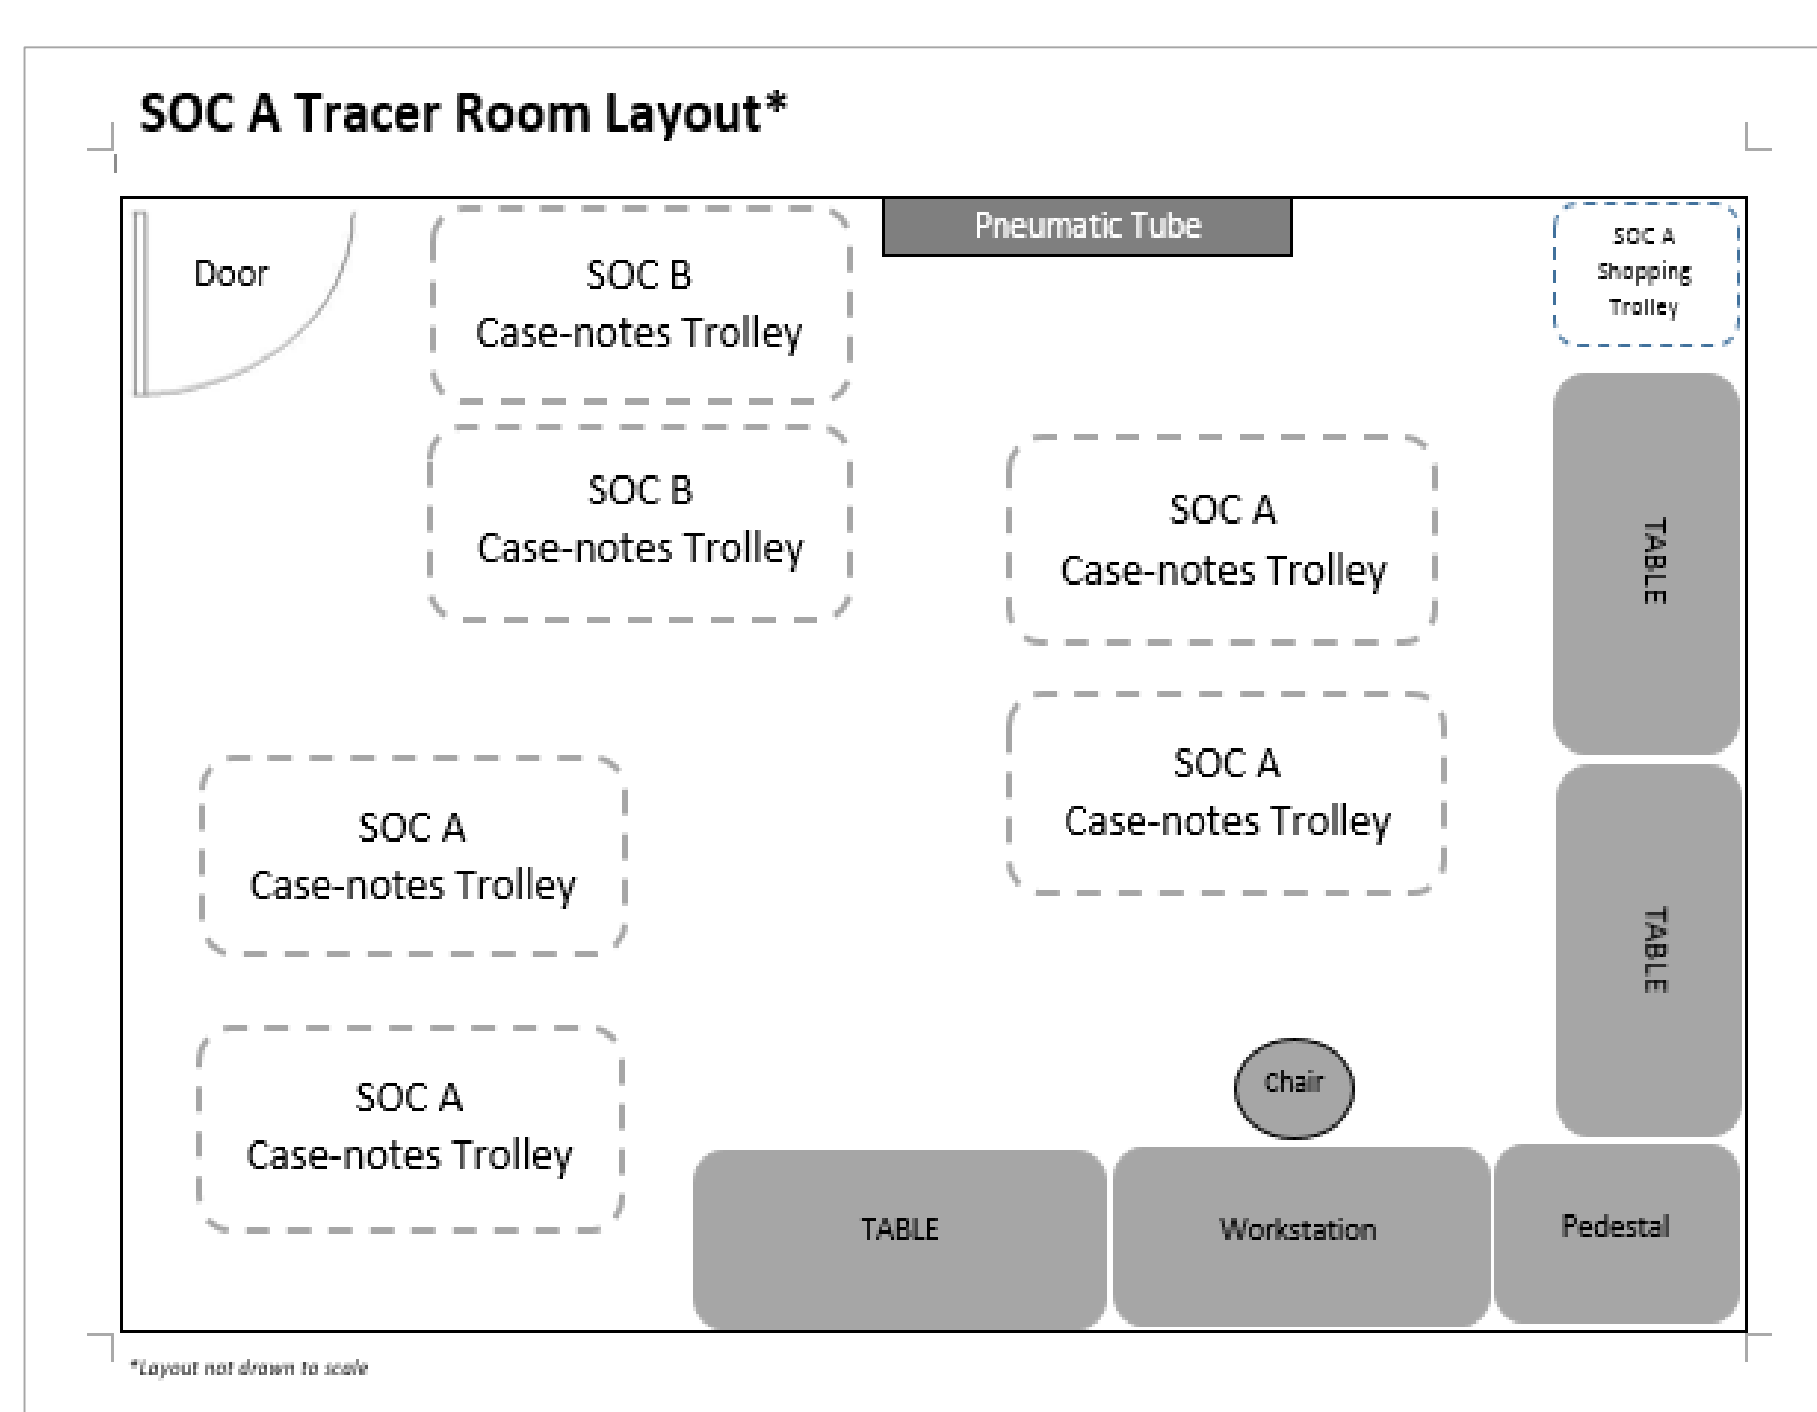 SOC A Tracer Room Layout*
Door
SOC B
Case-notes Trolley
Pneumatic Tube
SOC A
Shopping
Trolley
SOC B
Case-notes Trolley
SOC A
Case-notes Trolley
TABLE
SOC A
Case-notes Trolley
SOC A
Case-notes Trolley
TABLE
SOC A
Case-notes Trolley
Chair
TABLE
Workstation
Pedestal
*Layout not drawn to scale